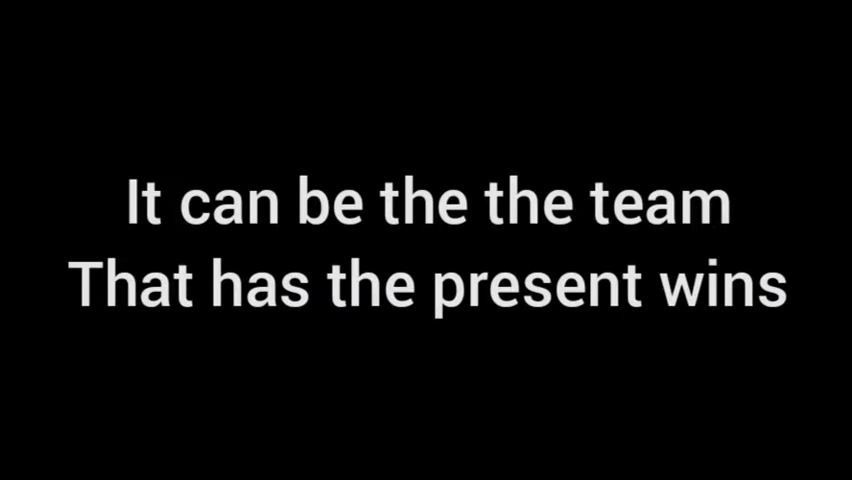 It can be the the team
That has the present wins